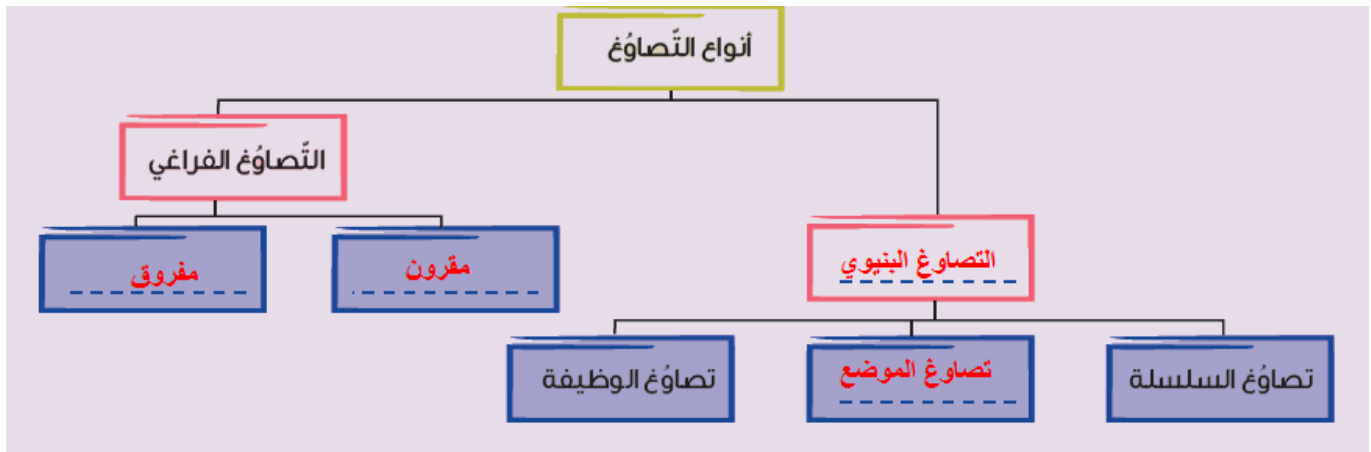 أنواع التّصاوُغ
التّصاوُغ الفراغي
مقرون
مفروق
التصاوغ البنيوي
تصاوُغ السلسلة
تصاوغ الموضع
تصاوُغ الوظيفة